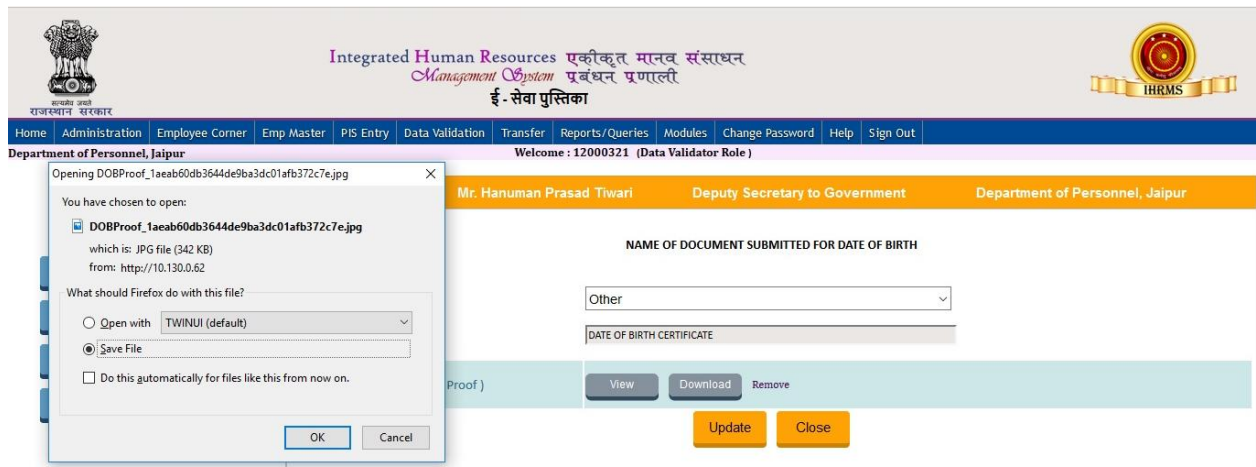 Integrated Human Resources एकीकृत मानव संसाधन
Management System प्रबंधन प्रणाली
ई - सेवा पुस्तिका
सत्यमेव जयते
राजस्थान सरकार
IHRMS
Home Administration Employee Corner Emp Master PIS Entry Data Validation Transfer Reports/Queries Modules Change Password Help Sign Out
Department of Personnel, Jaipur Welcome : 12000321 (Data Validator Role )
Opening DOBProof_1aeab60db3644de9ba3dc01afb372c7e.jpg
You have chosen to open:
DOBProof_1aeab60db3644de9ba3dc01afb372c7e.jpg
which is: JPG file (342 KB)
from: http://10.130.0.62
What should Firefox do with this file?
Open with TWINUI (default)
Save File
Do this automatically for files like this from now on.
OK Cancel
Mr. Hanuman Prasad Tiwari Deputy Secretary to Government Department of Personnel, Jaipur
NAME OF DOCUMENT SUBMITTED FOR DATE OF BIRTH
Other
DATE OF BIRTH CERTIFICATE
Proof ) View Download Remove
Update Close